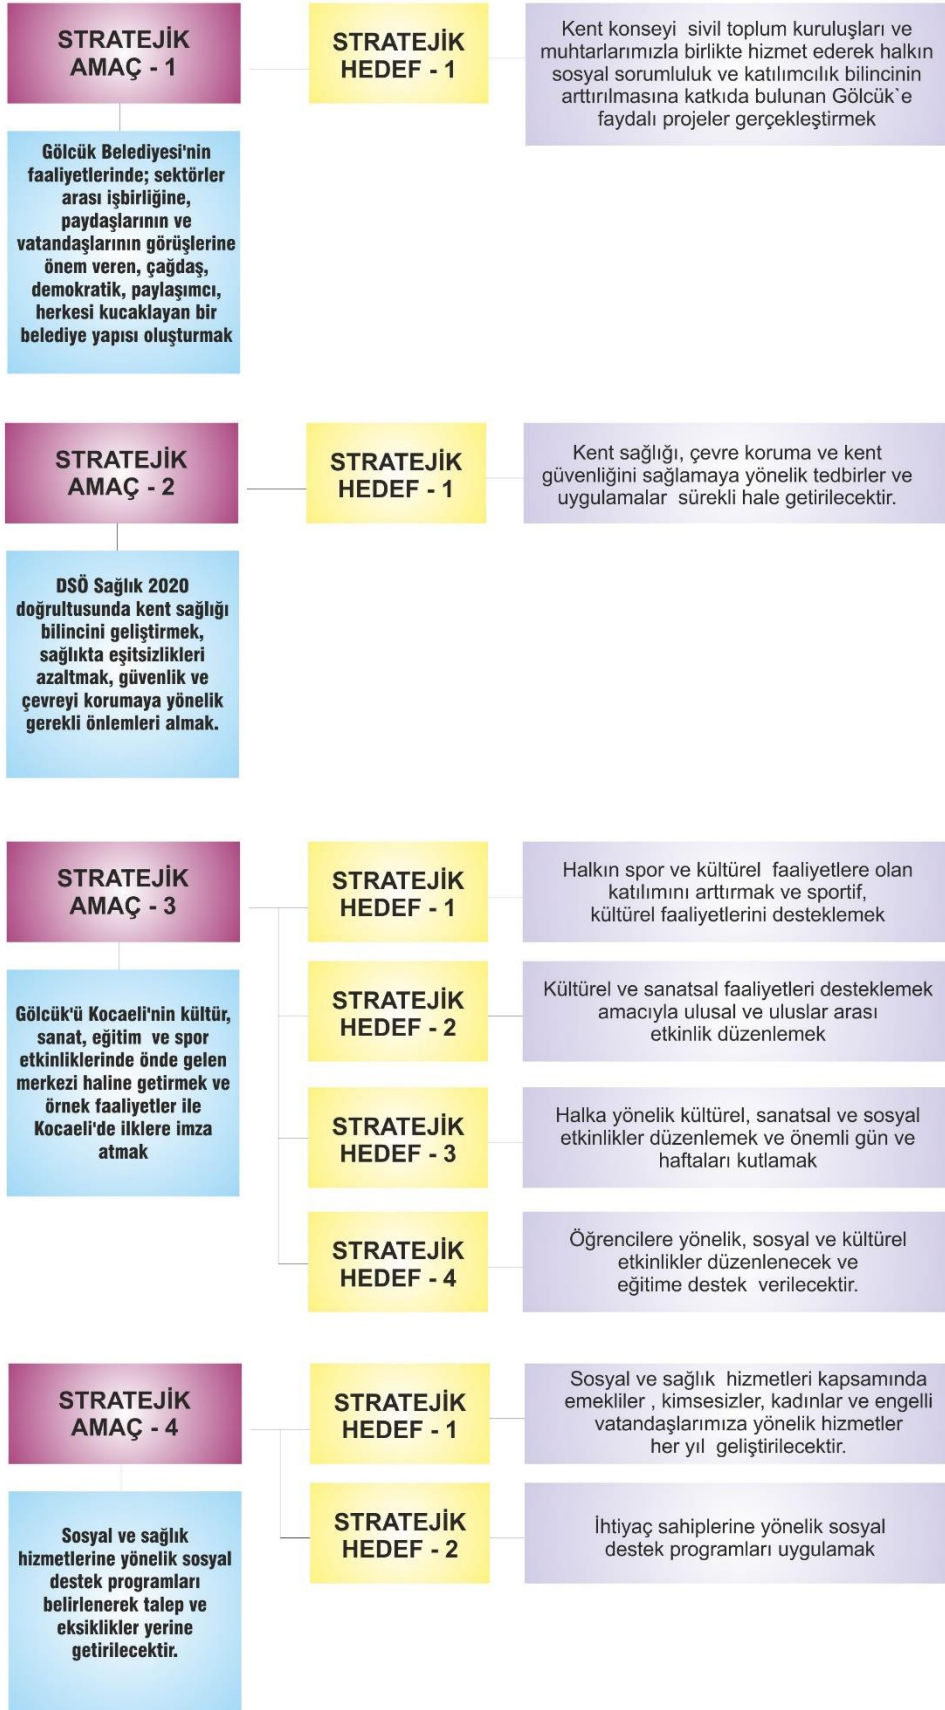 STRATEJİK
AMAÇ - 1
STRATEJİK
HEDEF - 1
Kent konseyi sivil toplum kuruluşları ve
muhtarlarımızla birlikte hizmet ederek halkın
sosyal sorumluluk ve katılımcılık bilincinin
arttırılmasına katkıda bulunan Gölcük`e
faydalı projeler gerçekleştirmek
Gölcük Belediyesi'nin
faaliyetlerinde; sektörler
arası işbirliğine,
paydaşlarının ve
vatandaşlarının görüşlerine
önem veren, çağdaş,
demokratik, paylaşımcı,
herkesi kucaklayan bir
belediye yapısı oluşturmak
STRATEJİK
AMAÇ - 2
STRATEJİK
HEDEF - 1
Kent sağlığı, çevre koruma ve kent
güvenliğini sağlamaya yönelik tedbirler ve
uygulamalar sürekli hale getirilecektir.
DSÖ Sağlık 2020
doğrultusunda kent sağlığı
bilincini geliştirmek,
sağlıkta eşitsizlikleri
azaltmak, güvenlik ve
çevreyi korumaya yönelik
gerekli önlemleri almak.
STRATEJİK
AMAÇ - 3
STRATEJİK
HEDEF - 1
Halkın spor ve kültürel faaliyetlere olan
katılımını arttırmak ve sportif,
kültürel faaliyetlerini desteklemek
Gölcük'ü Kocaeli'nin kültür,
sanat, eğitim ve spor
etkinliklerinde önde gelen
merkezi haline getirmek ve
örnek faaliyetler ile
Kocaeli'de ilklere imza
atmak
STRATEJİK
HEDEF - 2
Kültürel ve sanatsal faaliyetleri desteklemek
amacıyla ulusal ve uluslar arası
etkinlik düzenlemek
STRATEJİK
HEDEF - 3
Halka yönelik kültürel, sanatsal ve sosyal
etkinlikler düzenlemek ve önemli gün ve
haftaları kutlamak
STRATEJİK
HEDEF - 4
Öğrencilere yönelik, sosyal ve kültürel
etkinlikler düzenlenecek ve
eğitime destek verilecektir.
STRATEJİK
AMAÇ - 4
STRATEJİK
HEDEF - 1
Sosyal ve sağlık hizmetleri kapsamında
emekliler , kimsesizler, kadınlar ve engelli
vatandaşlarımıza yönelik hizmetler
her yıl geliştirilecektir.
Sosyal ve sağlık
hizmetlerine yönelik sosyal
destek programları
belirlenerek talep ve
eksiklikler yerine
getirilecektir.
STRATEJİK
HEDEF - 2
İhtiyaç sahiplerine yönelik sosyal
destek programları uygulamak